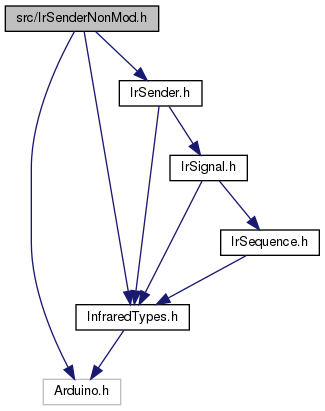 src/IrSenderNonMod.h
IrSender.h
IrSignal.h
IrSequence.h
InfraredTypes.h
Arduino.h